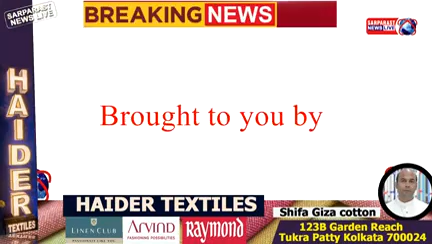 SARPARAST
NEWS LIVE
BREAKING NEWS
SARPARAST
NEWS LIVE
HAIDER
TEXTILES
Brought to you by
HAIDER TEXTILES
LINEN CLUB
ARVIND
FASHIONING POSSIBILITIES
Raymond
Shifa Giza cotton
123B Garden Reach
Tukra Patty Kolkata 700024